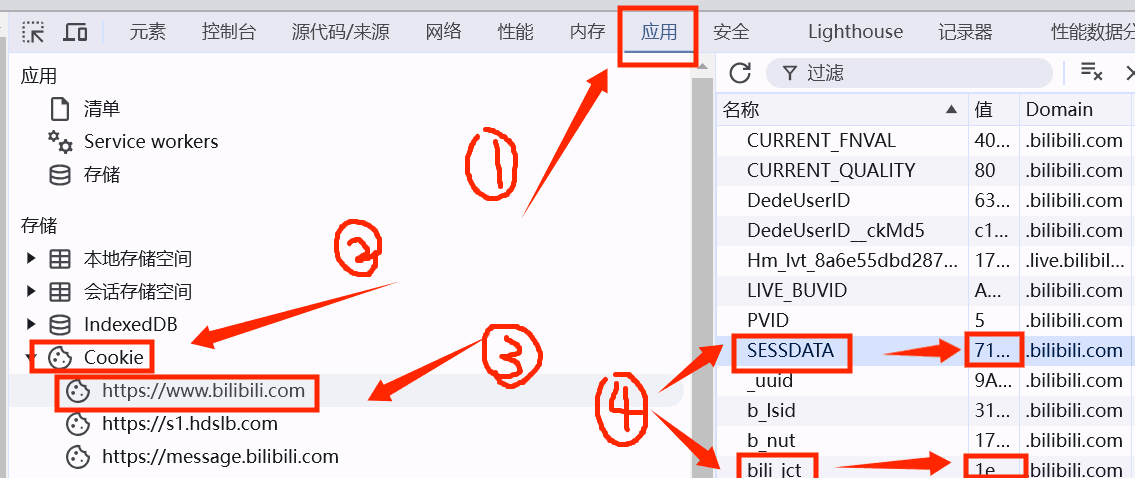 元素 控制台 源代码/来源 网络 性能 内存 应用 安全 Lighthouse 记录器 性能数据分
应用
清单
Service workers
存储
存储
本地存储空间
会话存储空间
IndexedDB
Cookie
https://www.bilibili.com
https://s1.hdslb.com
https://message.bilibili.com
①
②
③
④
过滤
名称 值 Domain
CURRENT_FNVAL 40... .bilibili.com
CURRENT_QUALITY 80 .bilibili.com
DedeUserID 63... .bilibili.com
DedeUserID__ckMd5 c1... .bilibili.com
Hm_lvt_8a6e55dbd287... 17... .live.bilibil...
LIVE_BUVID A... .bilibili.com
PVID 5 .bilibili.com
SESSDATA 71... .bilibili.com
_uuid 9A... .bilibili.com
b_lsid 31... .bilibili.com
b_nut 17... .bilibili.com
bili_jct 1e... .bilibili.com